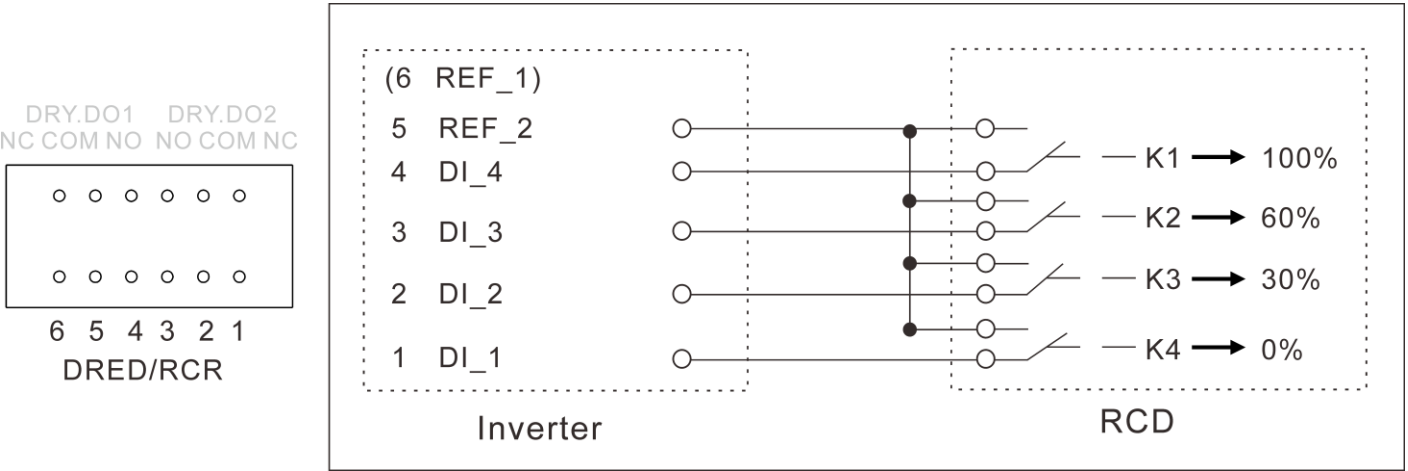 DRY.DO1 DRY.DO2
NC COM NO NO COM NC
6 5 4 3 2 1
DRED/RCR
(6 REF_1)
5 REF_2
4 DI_4
3 DI_3
2 DI_2
1 DI_1
Inverter
K1 100%
K2 60%
K3 30%
K4 0%
RCD